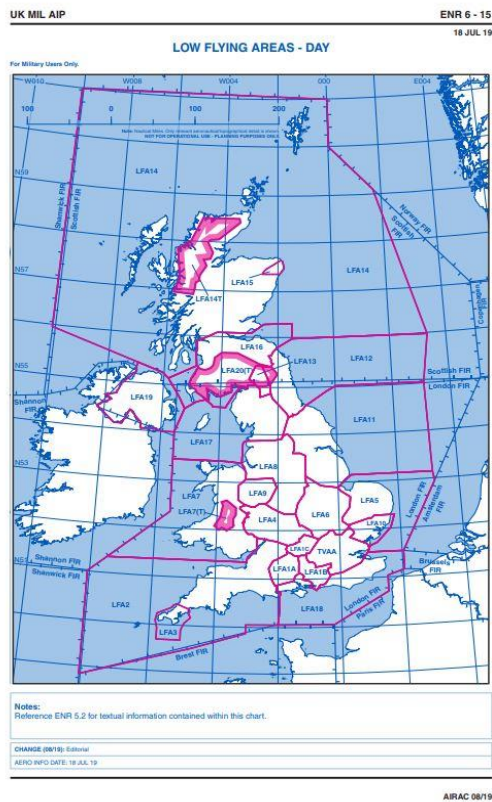 UK MIL AIP
ENR 6 - 15
18 JUL 19
LOW FLYING AREAS - DAY
For Military Users Only.
W010 W008 W004 000 E004
100 0 100 200
NOT FOR OPERATIONAL USE - PLANNING PURPOSES ONLY
N59
LFA14
Shanwick FIR
Scottish FIR
Norway FIR
Scottish FIR
N57
LFA15
LFA14
LFA14T
Copenhagen FIR
LFA16
LFA13
LFA12
N55
LFA20(T)
Scottish FIR
London FIR
Shannon FIR
LFA19
LFA11
LFA17
N53
LFA8
LFA7
LFA9
LFA5
LFA7(T)
LFA4
LFA6
LFA10
London FIR
Amsterdam FIR
LFA1C
TVAA
N51
Shannon FIR
Shanwick FIR
LFA1A
LFA1B
Brussels FIR
LFA2
LFA18
London FIR
Paris FIR
LFA3
Brest FIR
Notes:
Reference ENR 5.2 for textual information contained within this chart.
CHANGE (08/19): Editorial
AERO INFO DATE: 18 JUL 19
AIRAC 08/19